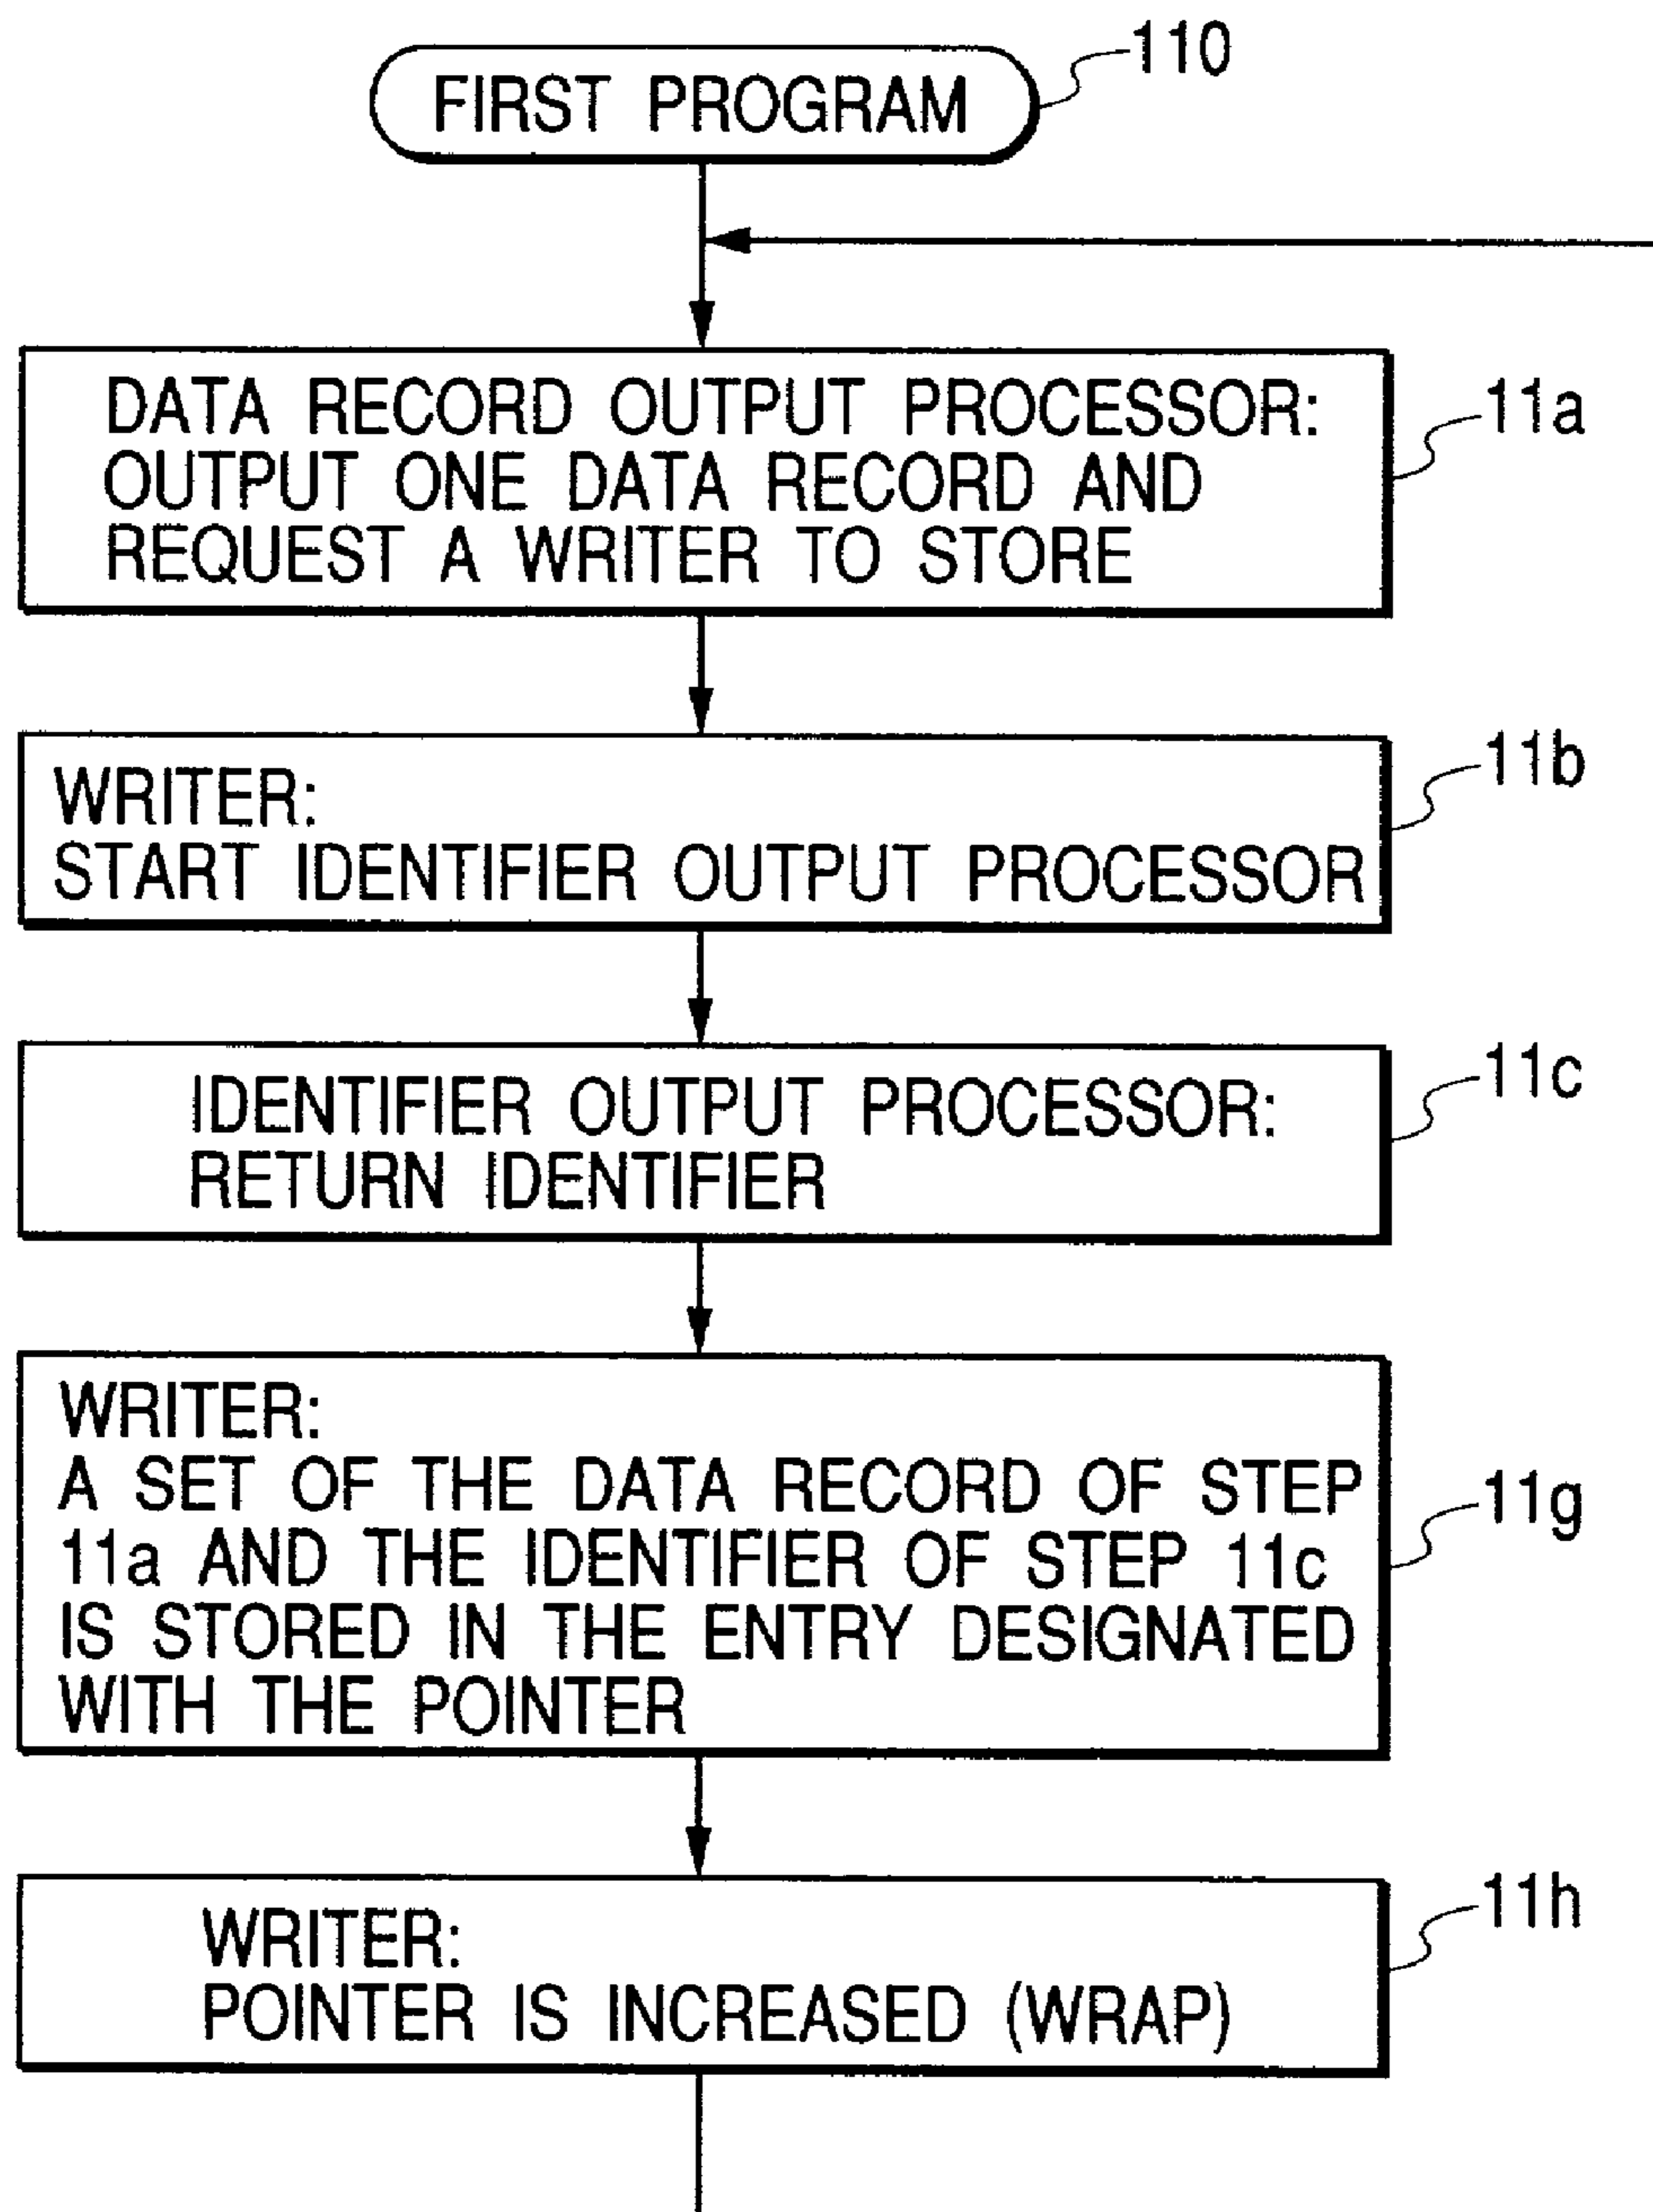 110
FIRST PROGRAM
DATA RECORD OUTPUT PROCESSOR:
OUTPUT ONE DATA RECORD AND
REQUEST A WRITER TO STORE
11a
WRITER:
START IDENTIFIER OUTPUT PROCESSOR
11b
IDENTIFIER OUTPUT PROCESSOR:
RETURN IDENTIFIER
11c
WRITER:
A SET OF THE DATA RECORD OF STEP
11a AND THE IDENTIFIER OF STEP 11c
IS STORED IN THE ENTRY DESIGNATED
WITH THE POINTER
11g
WRITER:
POINTER IS INCREASED (WRAP)
11h